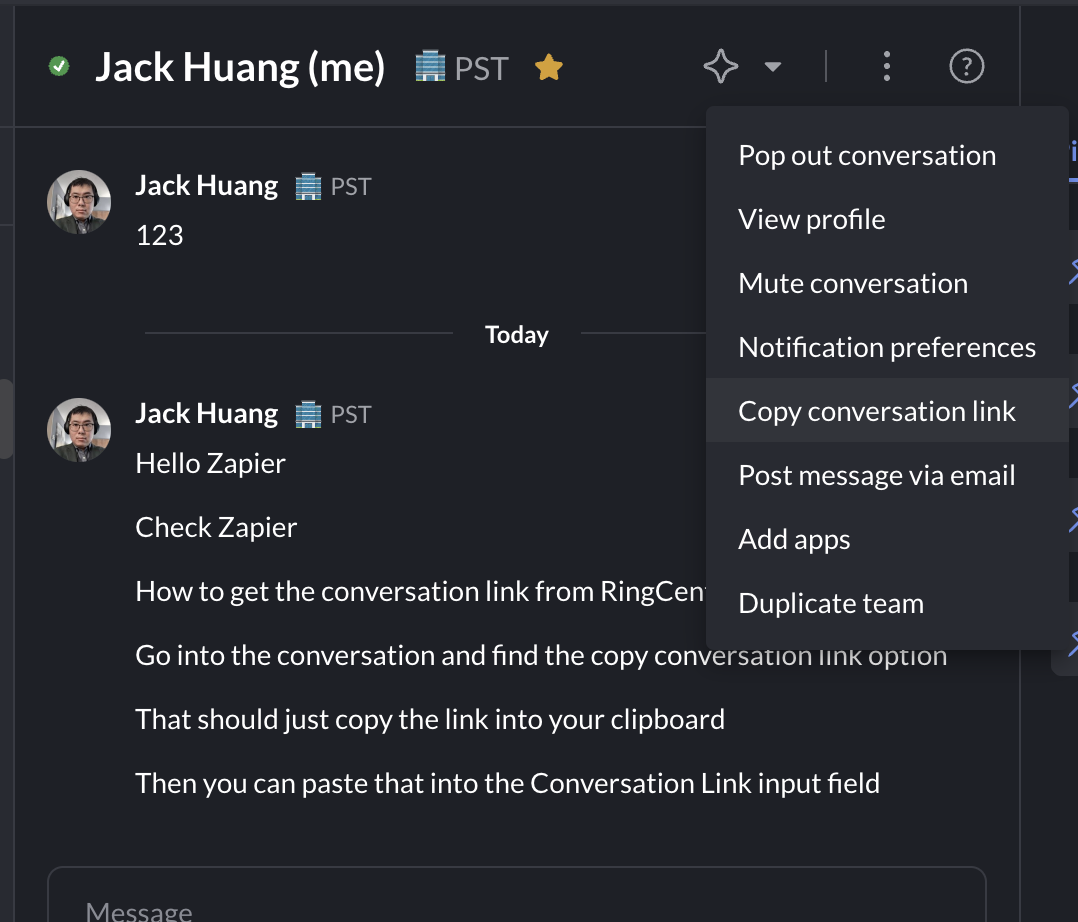 Jack Huang (me) 🏢 PST
Pop out conversation
View profile
Mute conversation
Notification preferences
Copy conversation link
Post message via email
Add apps
Duplicate team
Jack Huang 🏢 PST
123
Today
Jack Huang 🏢 PST
Hello Zapier
Check Zapier
How to get the conversation link from
Go into the conversation and find the copy conversation link option
That should just copy the link into your clipboard
Then you can paste that into the Conversation Link input field
Message